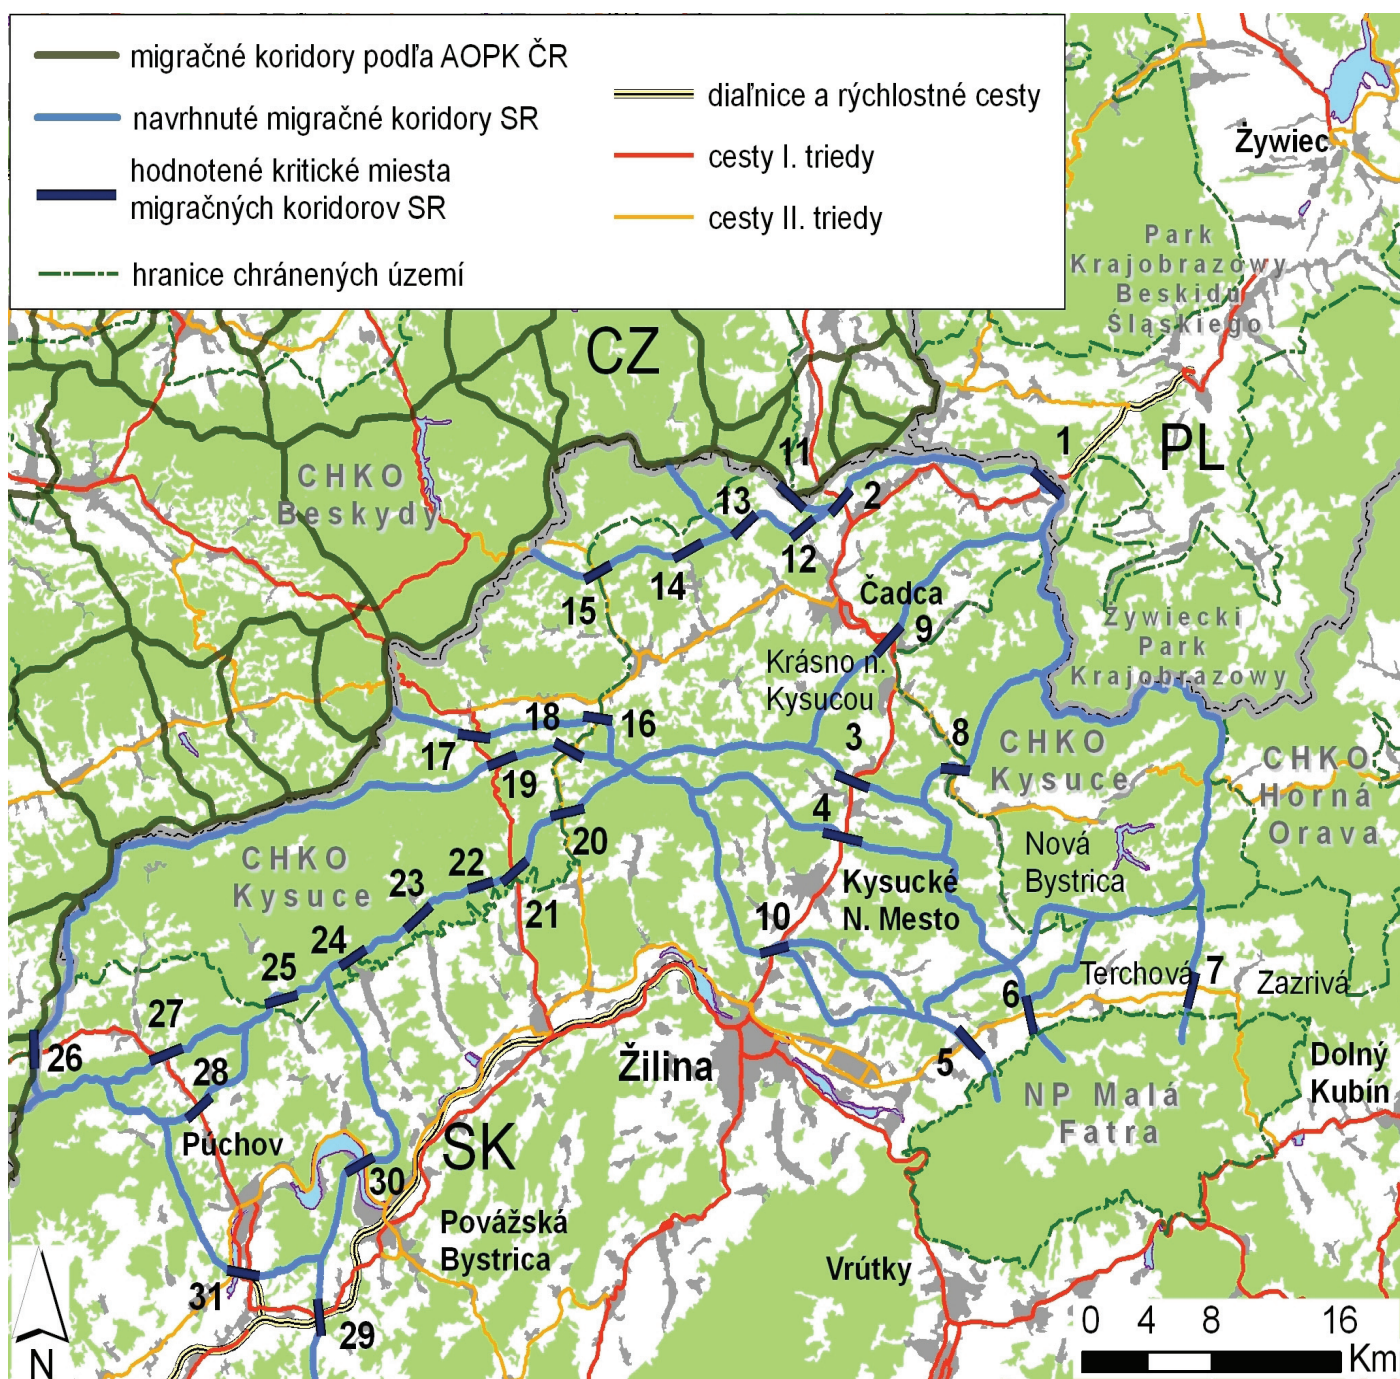 migračné koridory podľa AOPK ČR
navrhnuté migračné koridory SR
hodnotené kritické miesta
migračných koridorov SR
hranice chránených území
diaľnice a rýchlostné cesty
cesty I. triedy
cesty II. triedy
Żywiec
Park
Krajobrazowy
Beskidu
Śląskiego
CZ
PL
1
11
CHKO
Beskydy
13
2
12
14
15
Čadca
9
Żywiecki
Park
Krajobrazowy
Krásno n.
Kysucou
18
16
3
8
CHKO
Kysuce
17
19
CHKO
Horná
Orava
4
20
Nová
Bystrica
CHKO
Kysuce
22
23
Kysucké
N. Mesto
21
10
24
25
Terchová
7
Zazrivá
6
27
26
28
Žilina
5
Dolný
Kubín
NP Malá
Fatra
Púchov
SK
30
Považská
Bystrica
Vrútky
31
29
0 4 8 16
Km
N